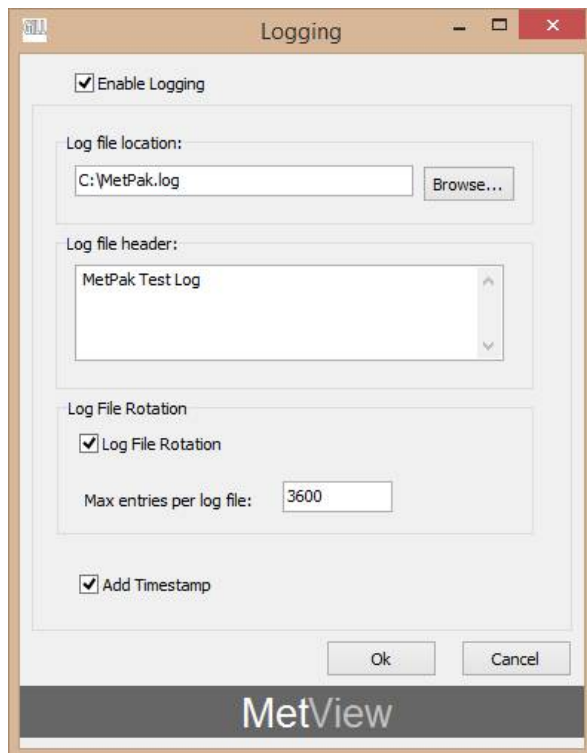 GILL
Logging
Enable Logging
Log file location:
C:\MetPak.log
Browse...
Log file header:
MetPak Test Log
Log File Rotation
Log File Rotation
Max entries per log file:
3600
Add Timestamp
Ok
Cancel
MetView